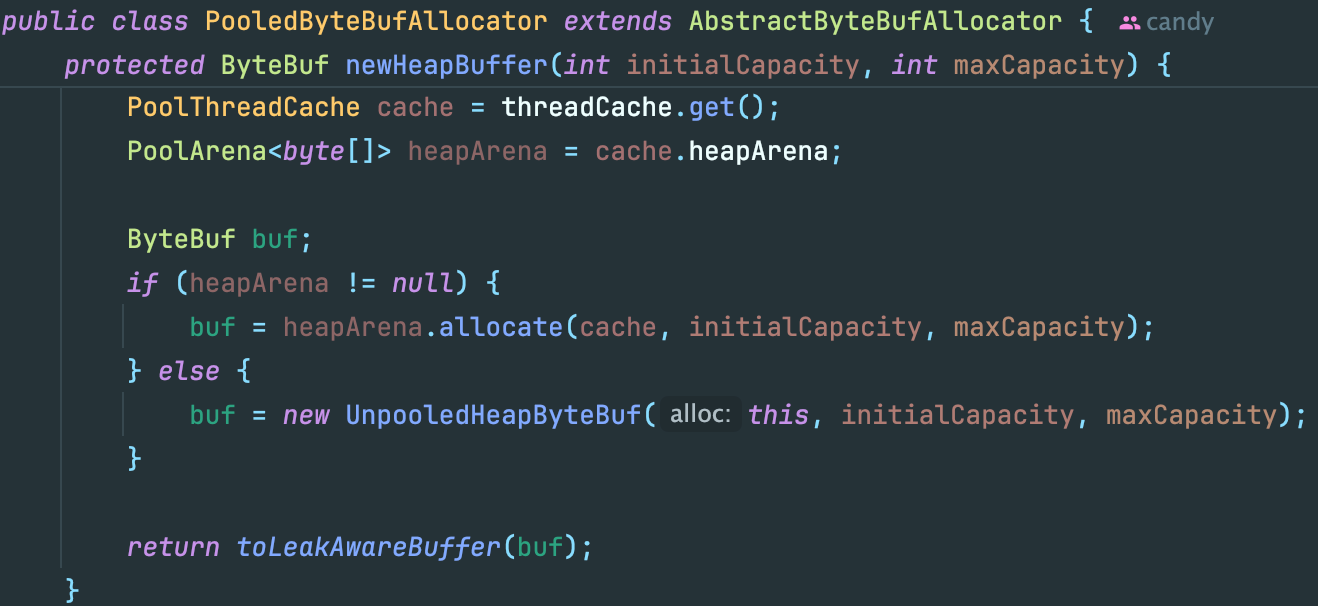 public class PooledByteBufAllocator extends AbstractByteBufAllocator { candy
    protected ByteBuf newHeapBuffer(int initialCapacity, int maxCapacity) {
        PoolThreadCache cache = threadCache.get();
        PoolArena<byte[]> heapArena = cache.heapArena;

        ByteBuf buf;
        if (heapArena != null) {
            buf = heapArena.allocate(cache, initialCapacity, maxCapacity);
        } else {
            buf = new UnpooledHeapByteBuf( alloc: this, initialCapacity, maxCapacity);
        }

        return toLeakAwareBuffer(buf);
    }